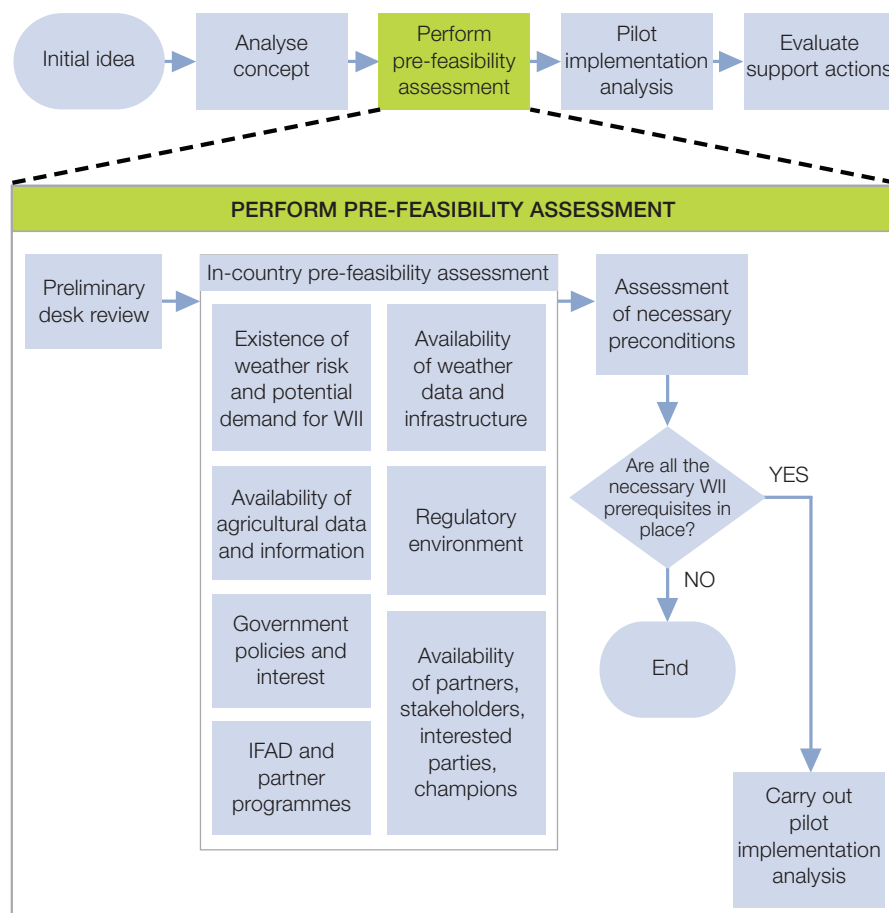 Initial idea
Analyse
concept
Perform
pre-feasibility
assessment
Pilot
implementation
analysis
Evaluate
support actions
PERFORM PRE-FEASIBILITY ASSESSMENT
Preliminary
desk review
In-country pre-feasibility assessment
Existence of
weather risk
and potential
demand for WII
Availability
of weather
data and
infrastructure
Availability of
agricultural data
and information
Regulatory
environment
Government
policies and
interest
Availability
of partners,
stakeholders,
interested
parties,
champions
IFAD and
partner
programmes
Assessment
of necessary
preconditions
Are all the
necessary WII
prerequisites in
place?
YES
NO
End
Carry out
pilot
implementation
analysis